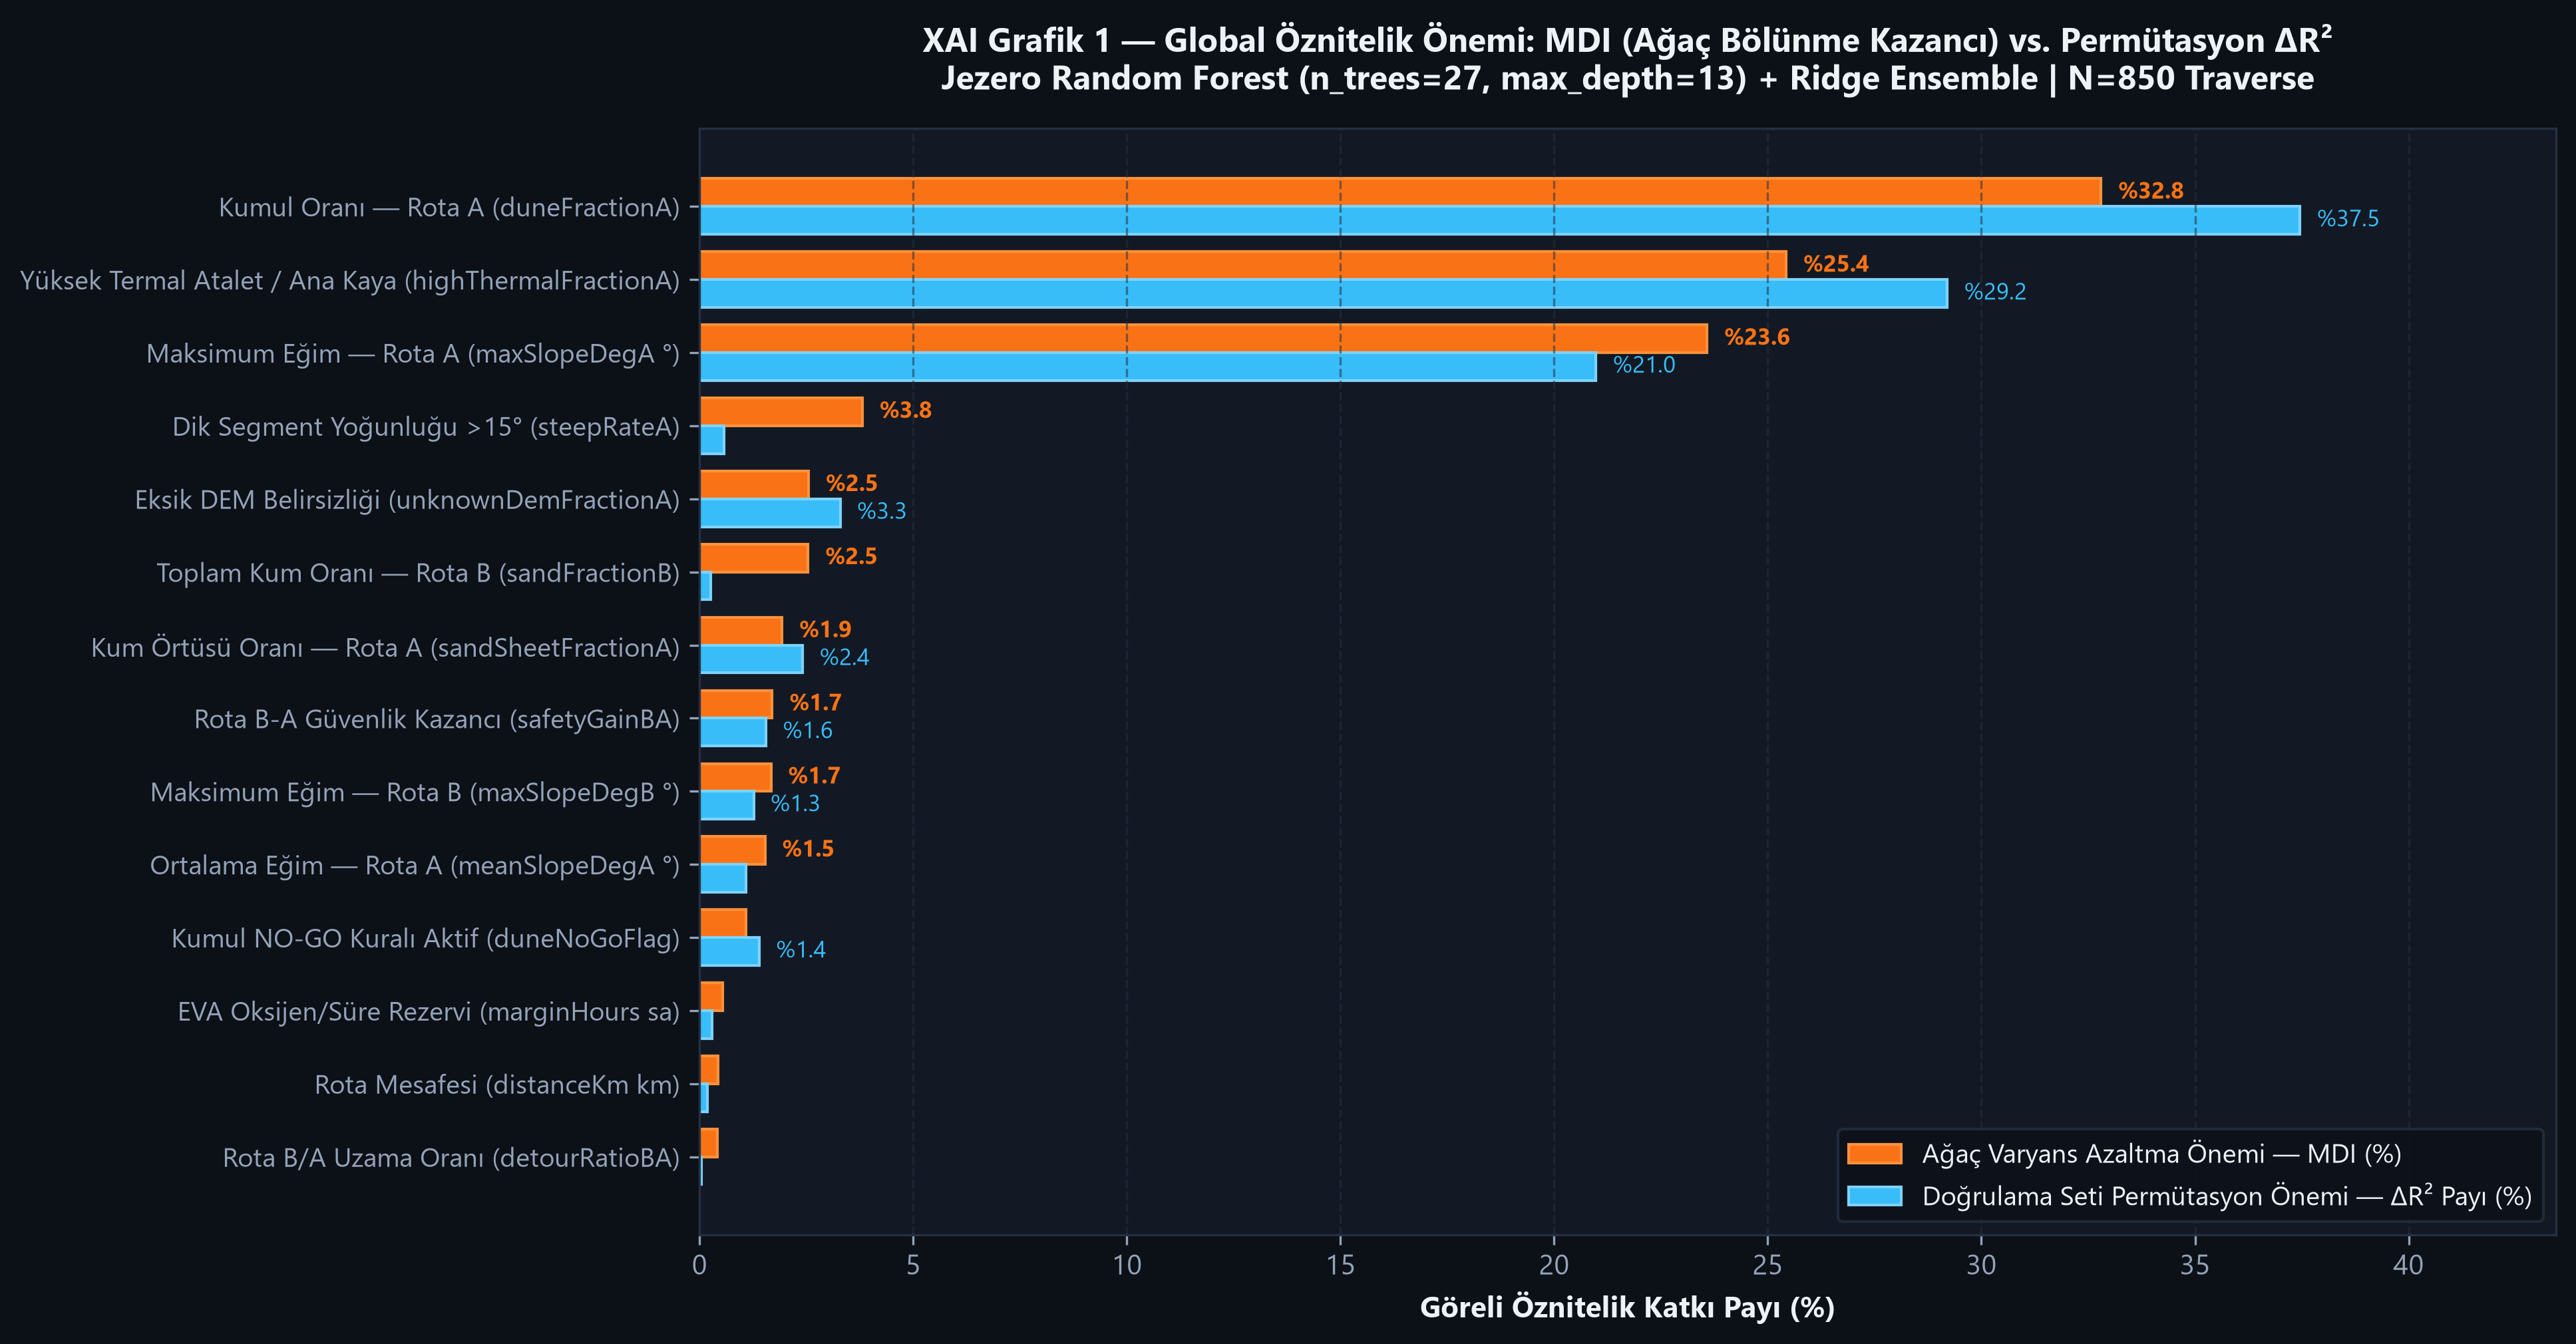 XAI Grafik 1 — Global Öznitelik Önemi: MDI (Ağaç Bölünme Kazancı) vs. Permütasyon ΔR²
Jezero Random Forest (n_trees=27, max_depth=13) + Ridge Ensemble | N=850 Traverse
Kumul Oranı — Rota A (duneFractionA)
%32.8
%37.5
Yüksek Termal Atalet / Ana Kaya (highThermalFractionA)
%25.4
%29.2
Maksimum Eğim — Rota A (maxSlopeDegA °)
%23.6
%21.0
Dik Segment Yoğunluğu >15° (steepRateA)
%3.8
Eksik DEM Belirsizliği (unknownDemFractionA)
%2.5
%3.3
Toplam Kum Oranı — Rota B (sandFractionB)
%2.5
Kum Örtüsü Oranı — Rota A (sandSheetFractionA)
%1.9
%2.4
Rota B-A Güvenlik Kazancı (safetyGainBA)
%1.7
%1.6
Maksimum Eğim — Rota B (maxSlopeDegB °)
%1.7
%1.3
Ortalama Eğim — Rota A (meanSlopeDegA °)
%1.5
Kumul NO-GO Kuralı Aktif (duneNoGoFlag)
%1.4
EVA Oksijen/Süre Rezervi (marginHours sa)
Rota Mesafesi (distanceKm km)
Rota B/A Uzama Oranı (detourRatioBA)
Ağaç Varyans Azaltma Önemi — MDI (%)
Doğrulama Seti Permütasyon Önemi — ΔR² Payı (%)
0 5 10 15 20 25 30 35 40
Göreli Öznitelik Katkı Payı (%)